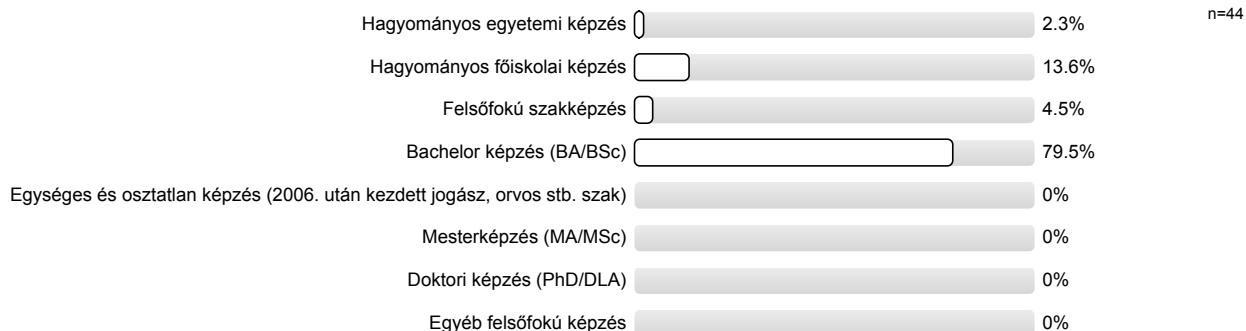 Hagyományos egyetemi képzés 2.3% n=44
Hagyományos főiskolai képzés 13.6%
Felsőfokú szakképzés 4.5%
Bachelor képzés (BA/BSc) 79.5%
Egységes és osztatlan képzés (2006. után kezdett jogász, orvos stb. szak) 0%
Mesterképzés (MA/MSc) 0%
Doktori képzés (PhD/DLA) 0%
Egyéb felsőfokú képzés 0%